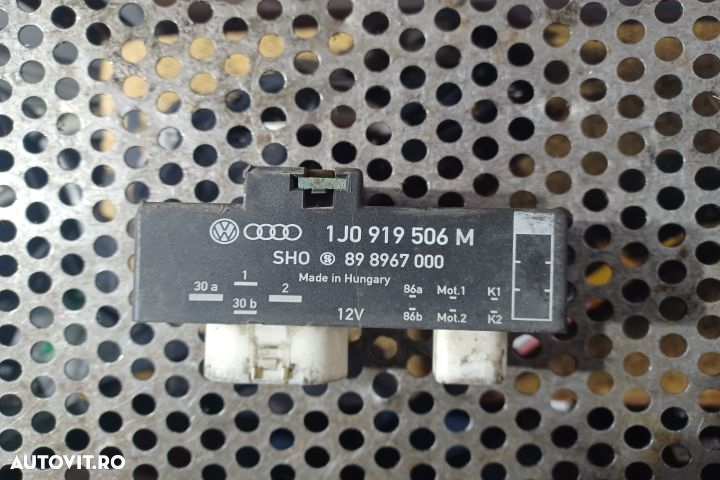 1J0 919 506 M
SHO 89 8967 000
Made in Hungary
30 a 1 2 86a Mot.1 K1
30 b 12V 86b Mot.2 K2
AUTOVIT.RO